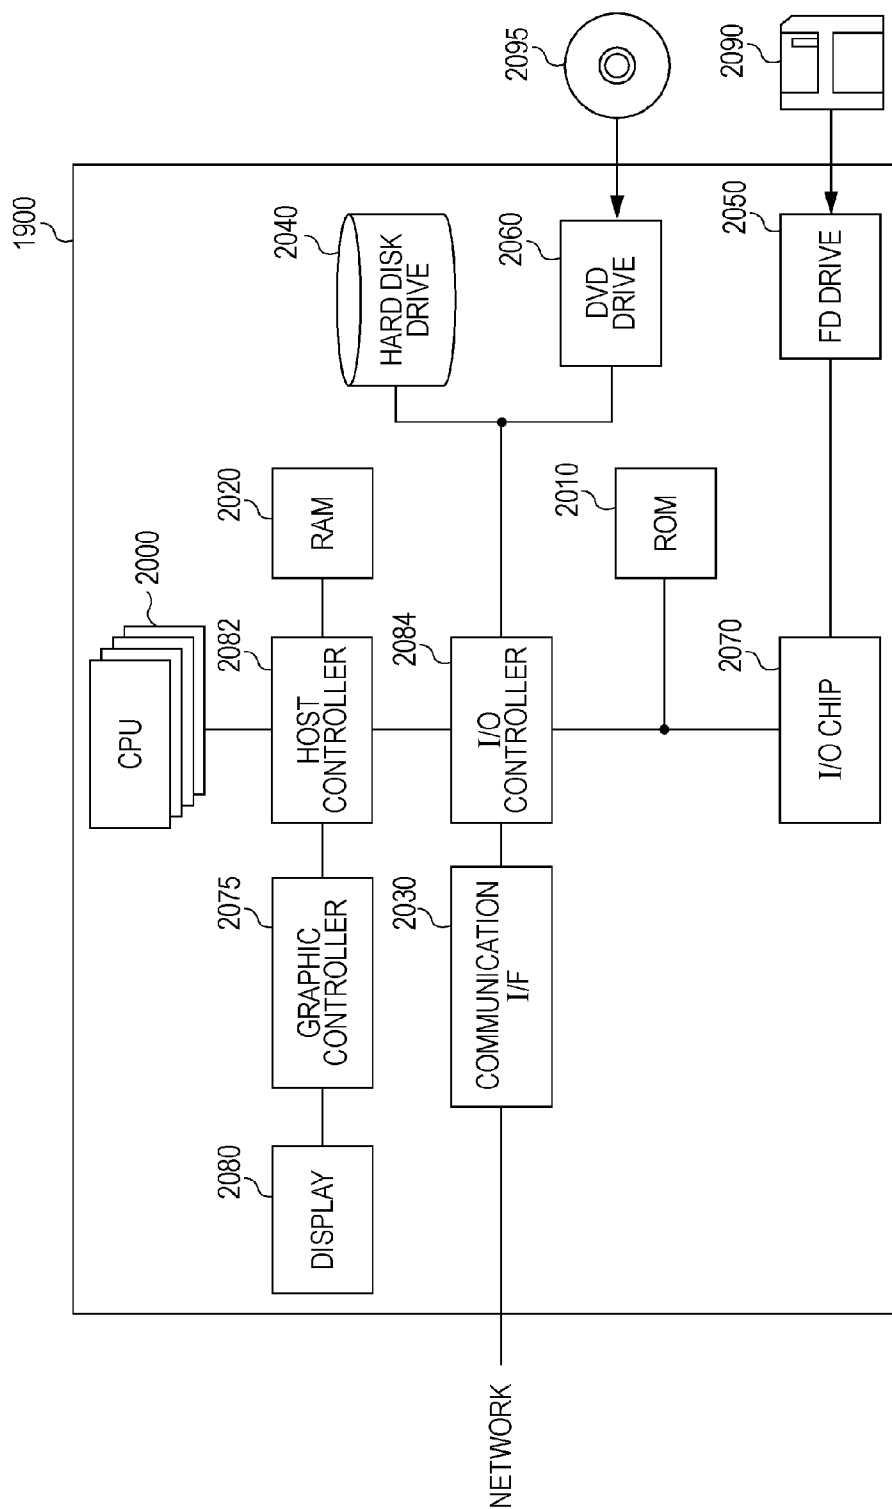 1900
CPU
2000
DISPLAY
2080
GRAPHIC
CONTROLLER
2075
HOST
CONTROLLER
2082
RAM
2020
HARD DISK
DRIVE
2040
NETWORK
COMMUNICATION
I/F
2030
I/O
CONTROLLER
2084
DVD
DRIVE
2060
2095
ROM
2010
I/O CHIP
2070
FD DRIVE
2050
2090